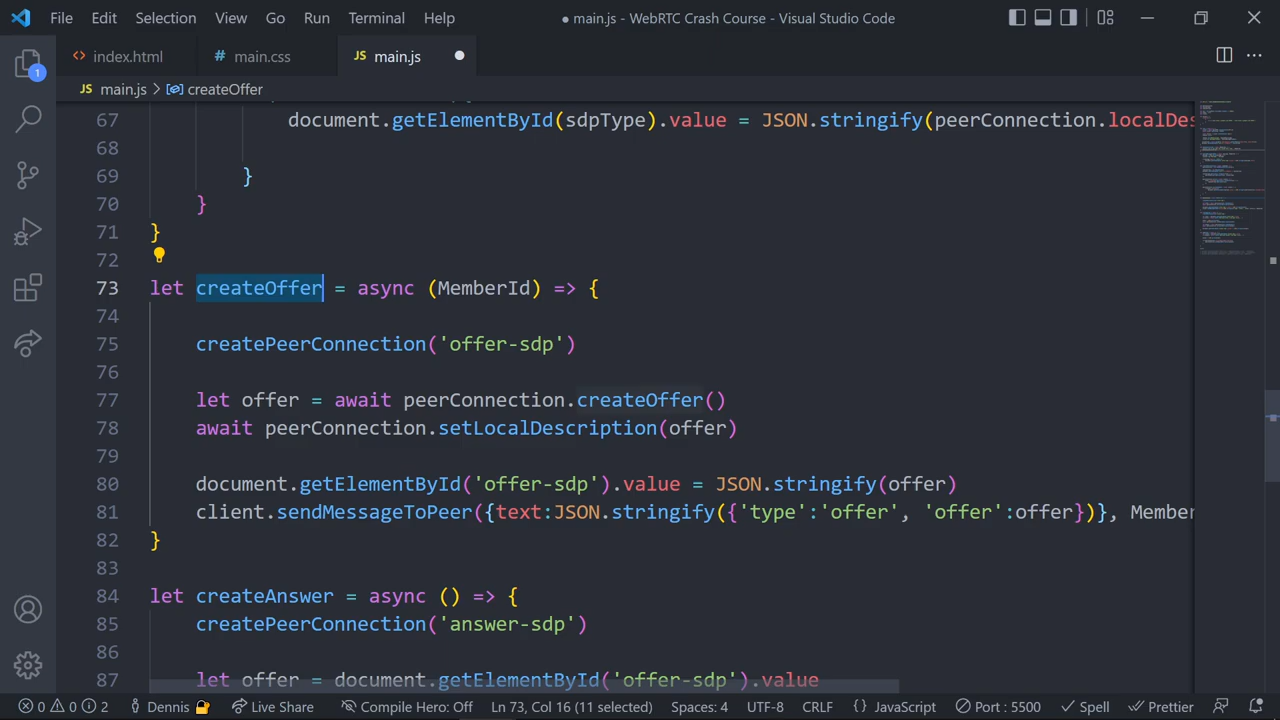 File Edit Selection View Go Run Terminal Help ● main.js - WebRTC Crash Course - Visual Studio Code
1
<> index.html # main.css JS main.js ●
JS main.js > createOffer
67 document.getElementById(sdpType).value = JSON.stringify(peerConnection.localDes
68
69 }
70 }
71 }
72
73 let createOffer = async (MemberId) => {
74
75 createPeerConnection('offer-sdp')
76
77 let offer = await peerConnection.createOffer()
78 await peerConnection.setLocalDescription(offer)
79
80 document.getElementById('offer-sdp').value = JSON.stringify(offer)
81 client.sendMessageToPeer({text:JSON.stringify({'type':'offer', 'offer':offer})}, Member
82 }
83
84 let createAnswer = async () => {
85 createPeerConnection('answer-sdp')
86
87 let offer = document.getElementById('offer-sdp').value
0 0 2 Dennis Live Share Compile Hero: Off Ln 73, Col 16 (11 selected) Spaces: 4 UTF-8 CRLF {} JavaScript Port : 5500 Spell Prettier